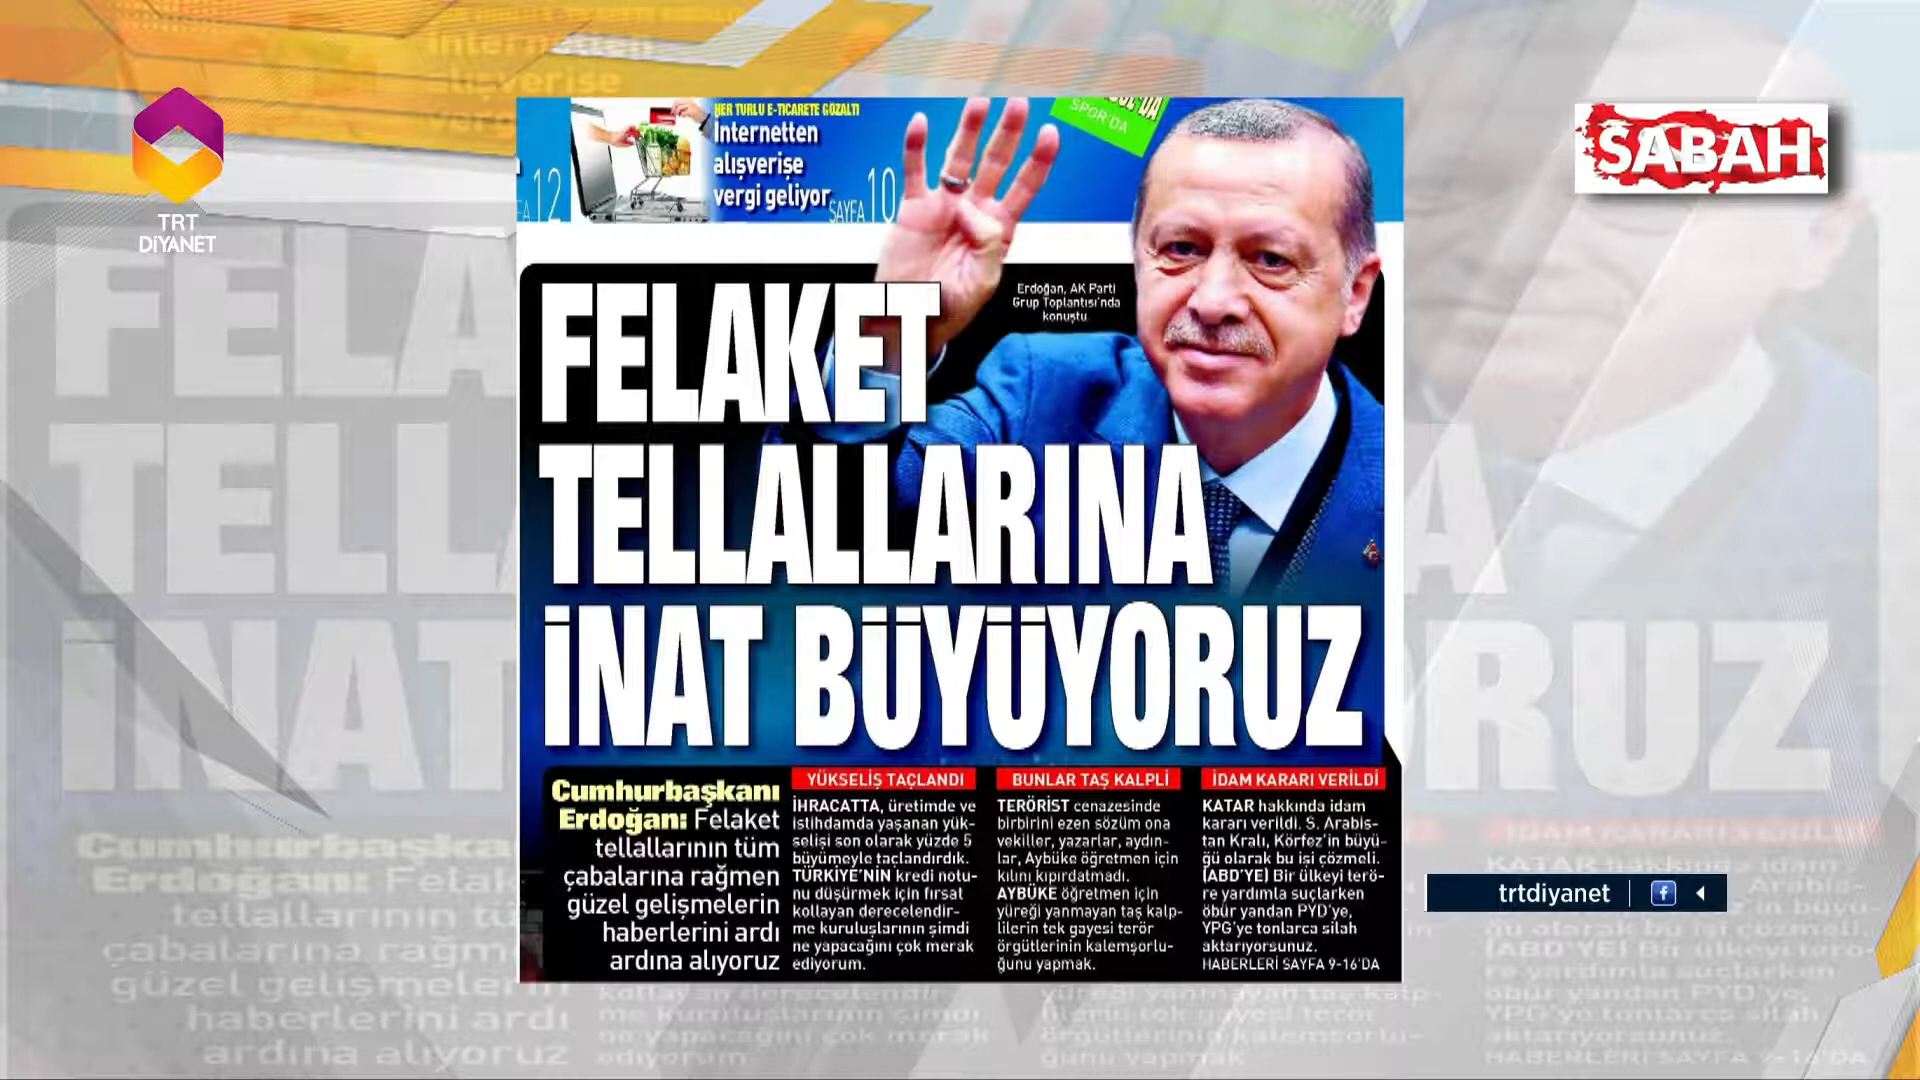 TRT
DİYANET
SABAH
HER TÜRLÜ E-TİCARETE GÖZALTI
İnternetten
alışverişe
vergi geliyor
SAYFA 10
12
SPOR'DA
Erdoğan, AK Parti
Grup Toplantısı'nda
konuştu
FELAKET
TELLALLARINA
İNAT BÜYÜYORUZ
Cumhurbaşkanı
Erdoğan: Felaket
tellallarının tüm
çabalarına rağmen
güzel gelişmelerin
haberlerini ardı
ardına alıyoruz
YÜKSELİŞ TAÇLANDI
İHRACATTA, üretimde ve
istihdamda yaşanan yük-
selişi son olarak yüzde 5
büyümeyle taçlandırdık.
TÜRKİYE'NİN kredi notu-
nu düşürmek için fırsat
kollayan derecelendir-
me kuruluşlarının şimdi
ne yapacağını çok merak
ediyorum.
BUNLAR TAŞ KALPLİ
TERÖRİST cenazesinde
birbirini ezen sözüm ona
vekiller, yazarlar, aydın-
lar, Aybüke öğretmen için
kılını kıpırdatmadı.
AYBÜKE öğretmen için
yüreği yanmayan taş kalp-
lilerin tek gayesi terör
örgütlerinin kalemşorlu-
ğunu yapmak.
İDAM KARARI VERİLDİ
KATAR hakkında idam
kararı verildi. S. Arabis-
tan Kralı, Körfez'in büyü-
ğü olarak bu işi çözmeli.
(ABD'YE) Bir ülkeyi terö-
re yardımla suçlarken
öbür yandan PYD'ye,
YPG'ye tonlarca silah
aktarıyorsunuz.
HABERLERİ SAYFA 9-16'DA
trtdiyanet